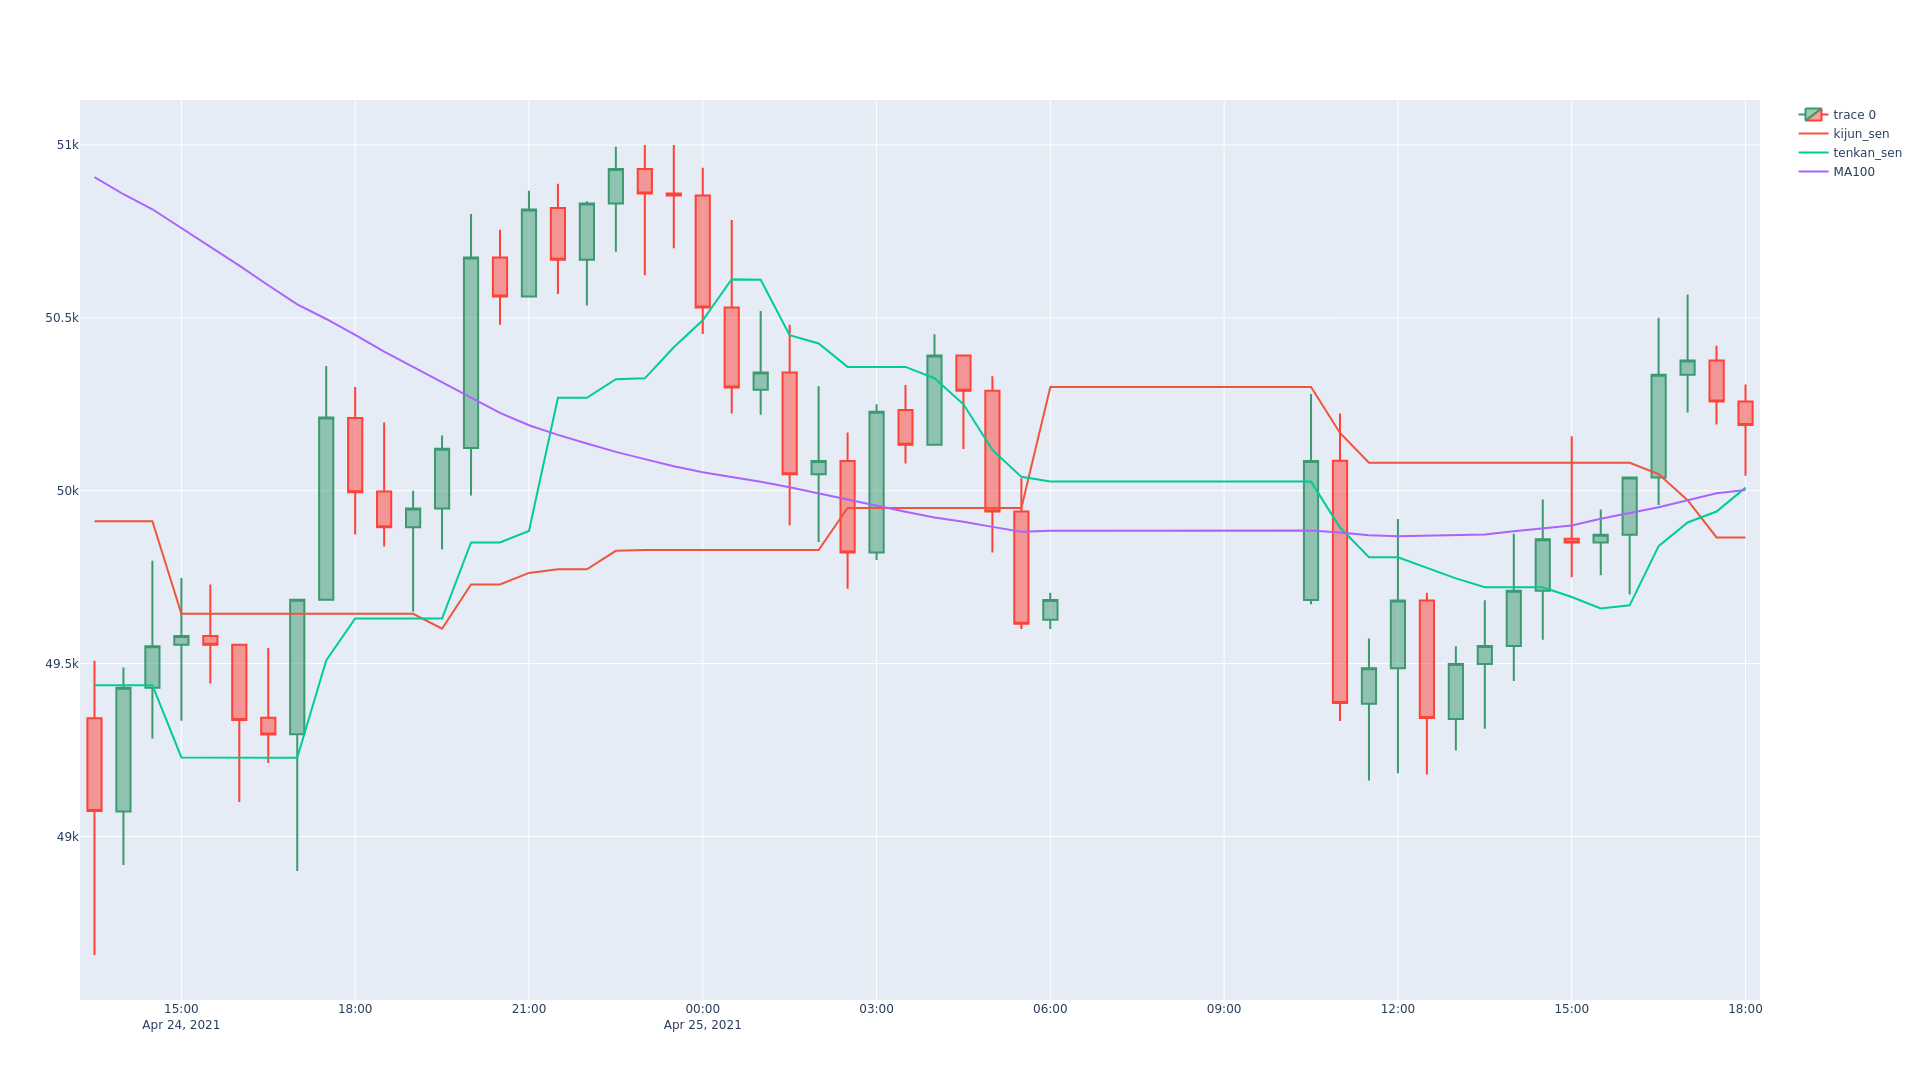 trace 0
kijun_sen
tenkan_sen
MA100
51k
50.5k
50k
49.5k
49k
15:00 18:00 21:00 00:00 03:00 06:00 09:00 12:00 15:00 18:00
Apr 24, 2021 Apr 25, 2021